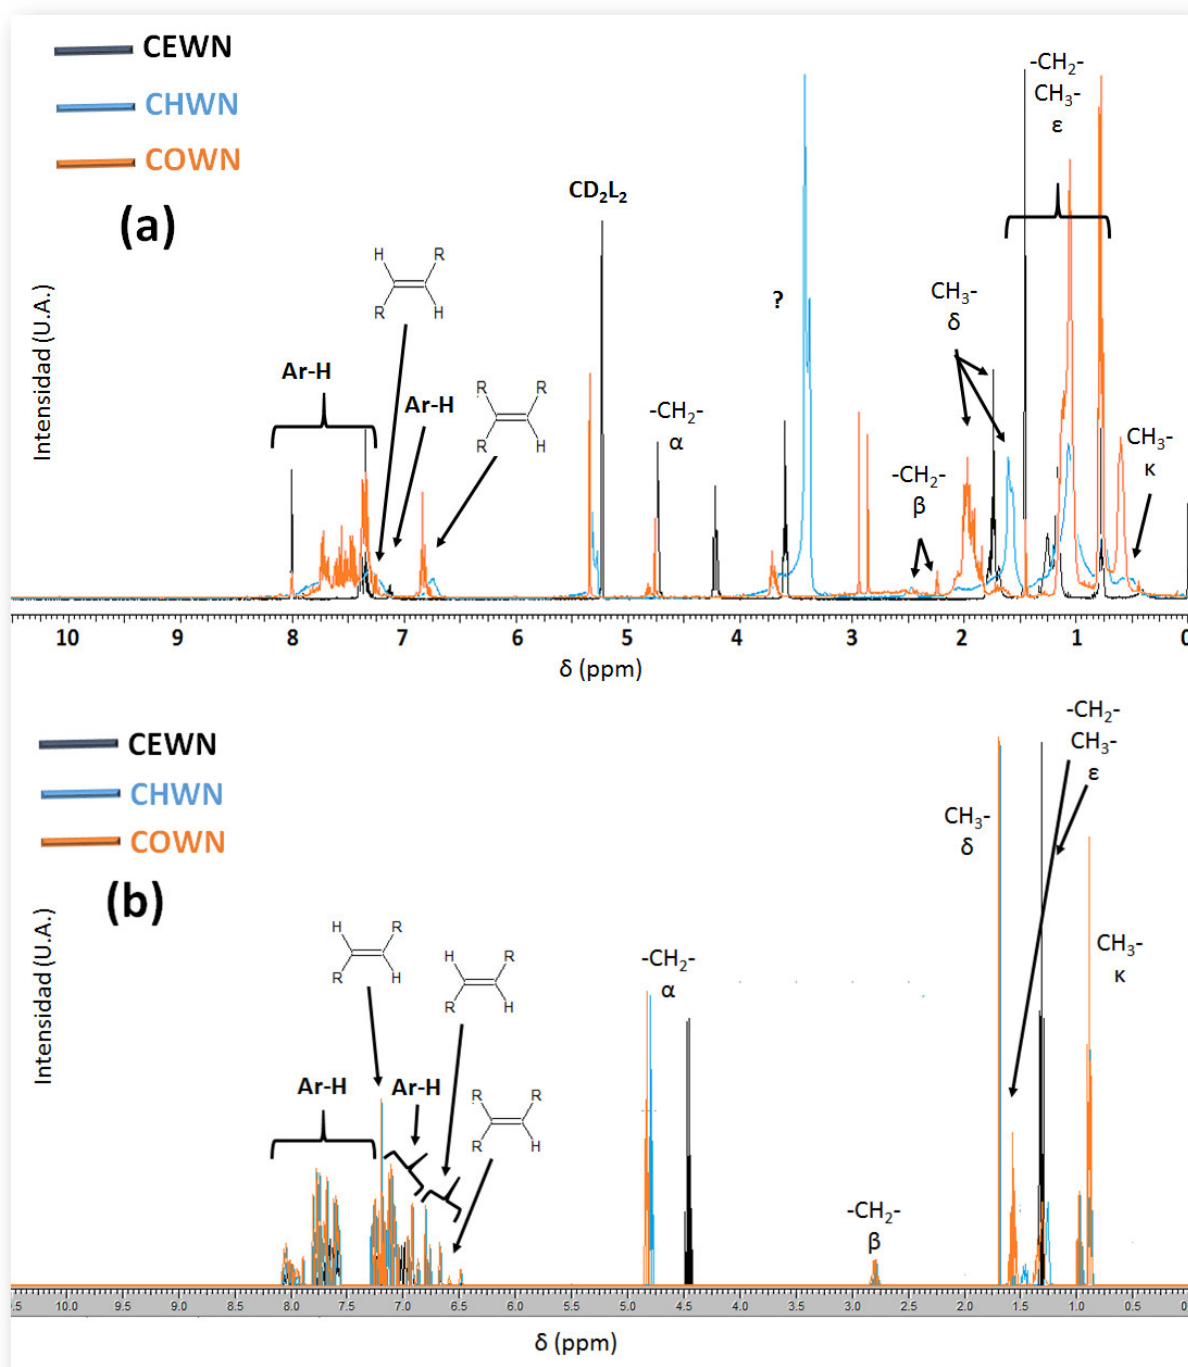 CEWN
CHWN
COWN
(a)
Intensidad (U.A.)
H R
R H
Ar-H
Ar-H
R R
R H
CD₂L₂
-CH₂-
α
?
-CH₂-
β
CH₃-
δ
-CH₂-
CH₃-
ε
CH₃-
κ
10 9 8 7 6 5 4 3 2 1 0
δ (ppm)
CEWN
CHWN
COWN
(b)
Intensidad (U.A.)
H R
R H
H R
R H
Ar-H
Ar-H
R R
R H
-CH₂-
α
-CH₂-
β
CH₃-
δ
-CH₂-
CH₃-
ε
CH₃-
κ
.5 10.0 9.5 9.0 8.5 8.0 7.5 7.0 6.5 6.0 5.5 5.0 4.5 4.0 3.5 3.0 2.5 2.0 1.5 1.0 0.5 0
δ (ppm)